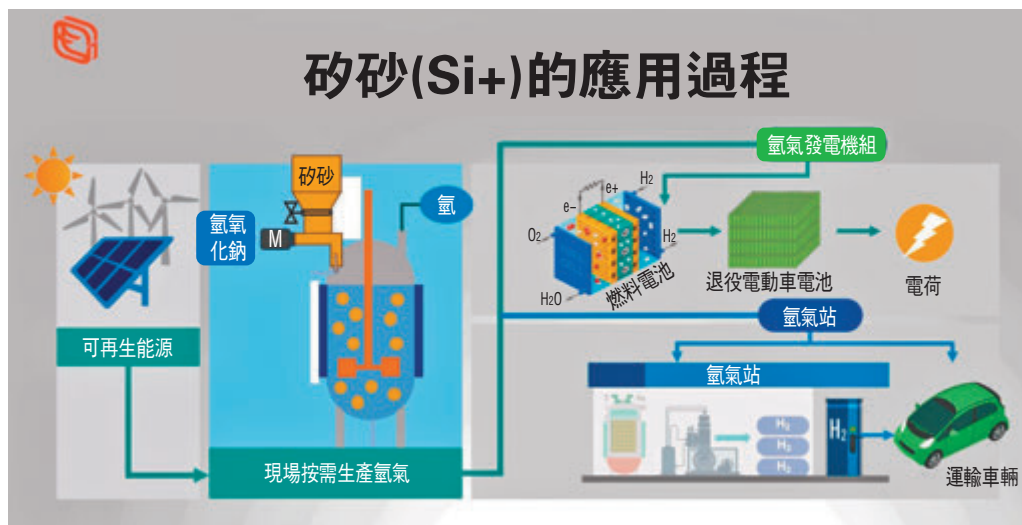 矽砂(Si+)的應用過程
氫氣發電機組
矽砂
氫
氫氧
化鈉
M
H2
e+
e−
O2
H2
H2O
燃料電池
退役電動車電池
電荷
可再生能源
氫氣站
氫氣站
H2
H2
H2
H2
現場按需生產氫氣
運輸車輛